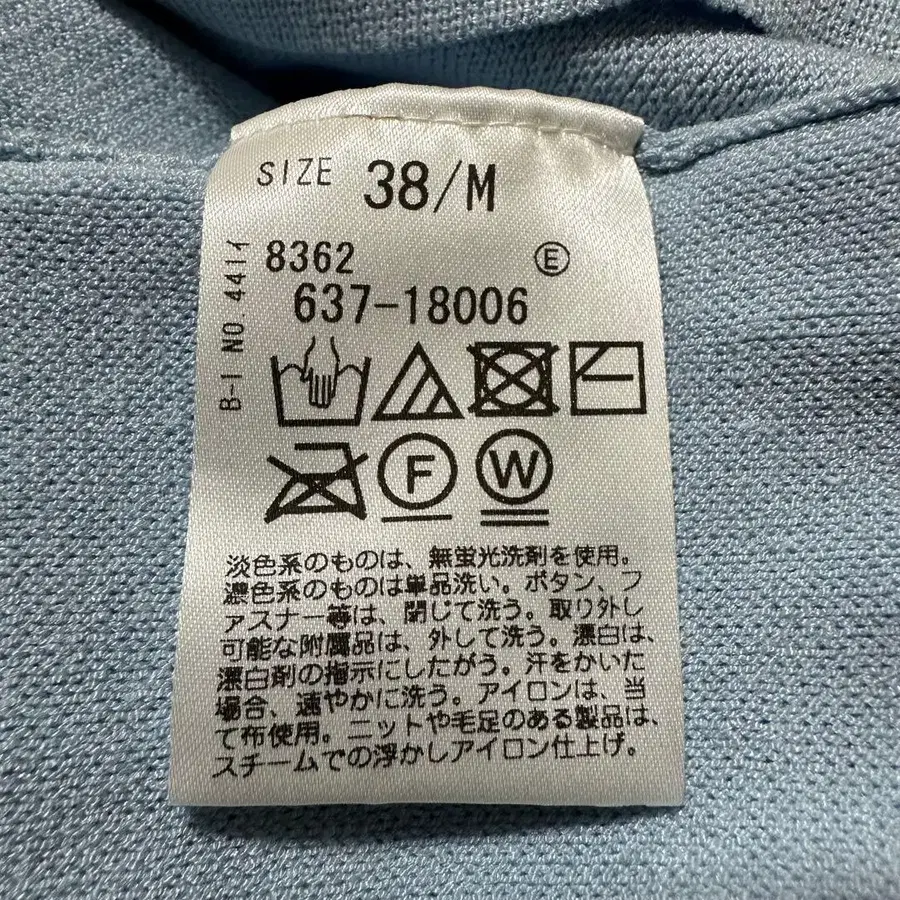 SIZE 38/M
8362 Ⓔ
637-18006
B-1 NO.441イ
F W
淡色系のものは、無蛍光洗剤を使用。
濃色系のものは単品洗い。ボタン、フ
ァスナー等は、閉じて洗う。取り外し
可能な附属品は、外して洗う。漂白は、
漂白剤の指示にしたがう。汗をかいた
場合、速やかに洗う。アイロンは、当
て布使用。ニットや毛足のある製品は、
スチームでの浮かしアイロン仕上げ。